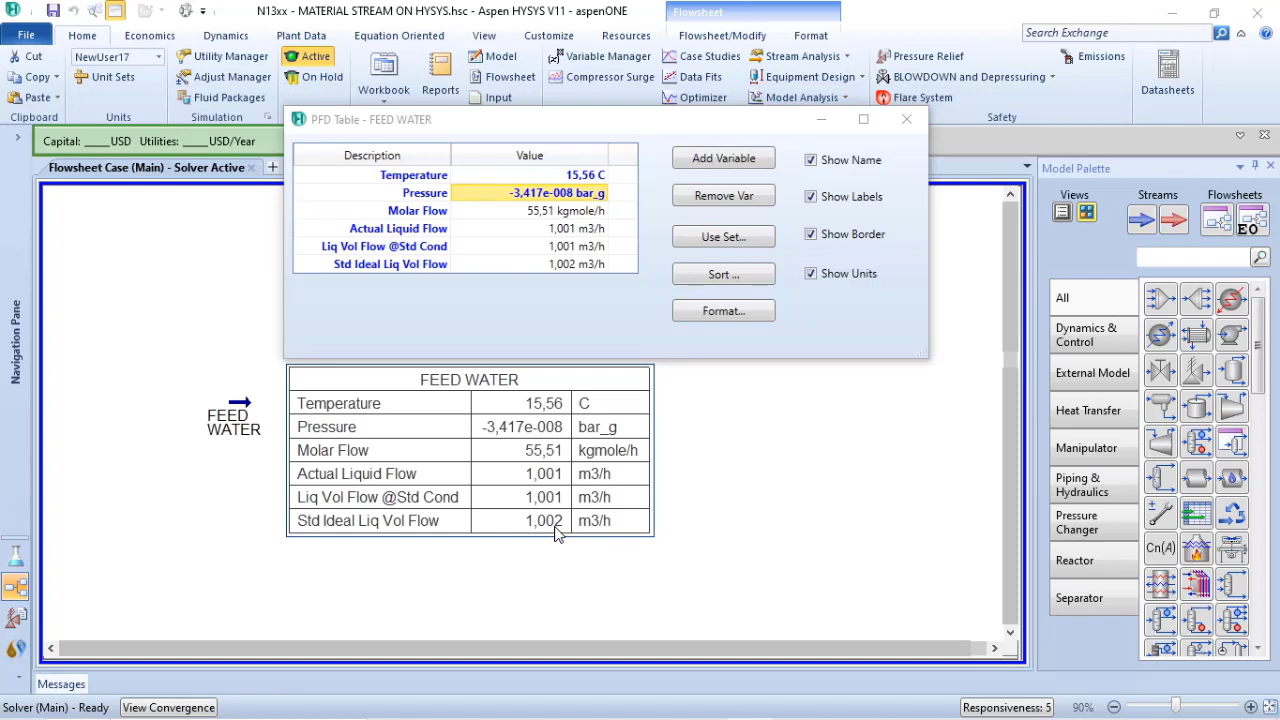 N13xx - MATERIAL STREAM ON HYSYS.hsc - Aspen HYSYS V11 - aspenONE
Flowsheet
File Home Economics Dynamics Plant Data Equation Oriented View Customize Resources Flowsheet/Modify Format
Search Exchange
Cut NewUser17 Utility Manager Active Model Variable Manager Case Studies Stream Analysis Pressure Relief Emissions
Copy Unit Sets Adjust Manager On Hold Flowsheet Compressor Surge Data Fits Equipment Design BLOWDOWN and Depressuring
Paste Fluid Packages Workbook Reports Input Optimizer Model Analysis Flare System Datasheets
Clipboard Units Simulation Safety
Capital: _____USD Utilities: _____USD/Year
Flowsheet Case (Main) - Solver Active
Navigation Pane
PFD Table - FEED WATER
Description Value
Temperature 15,56 C
Pressure -3,417e-008 bar_g
Molar Flow 55,51 kgmole/h
Actual Liquid Flow 1,001 m3/h
Liq Vol Flow @Std Cond 1,001 m3/h
Std Ideal Liq Vol Flow 1,002 m3/h
Add Variable
Remove Var
Use Set...
Sort ...
Format...
Show Name
Show Labels
Show Border
Show Units
FEED
WATER
FEED WATER
Temperature 15,56 C
Pressure -3,417e-008 bar_g
Molar Flow 55,51 kgmole/h
Actual Liquid Flow 1,001 m3/h
Liq Vol Flow @Std Cond 1,001 m3/h
Std Ideal Liq Vol Flow 1,002 m3/h
Model Palette
Views Streams Flowsheets
EO
All
Dynamics &
Control
External Model
Heat Transfer
Manipulator
Piping &
Hydraulics
Pressure
Changer
Reactor
Separator
Cn(A)
Messages
Solver (Main) - Ready View Convergence Responsiveness: 5 90%